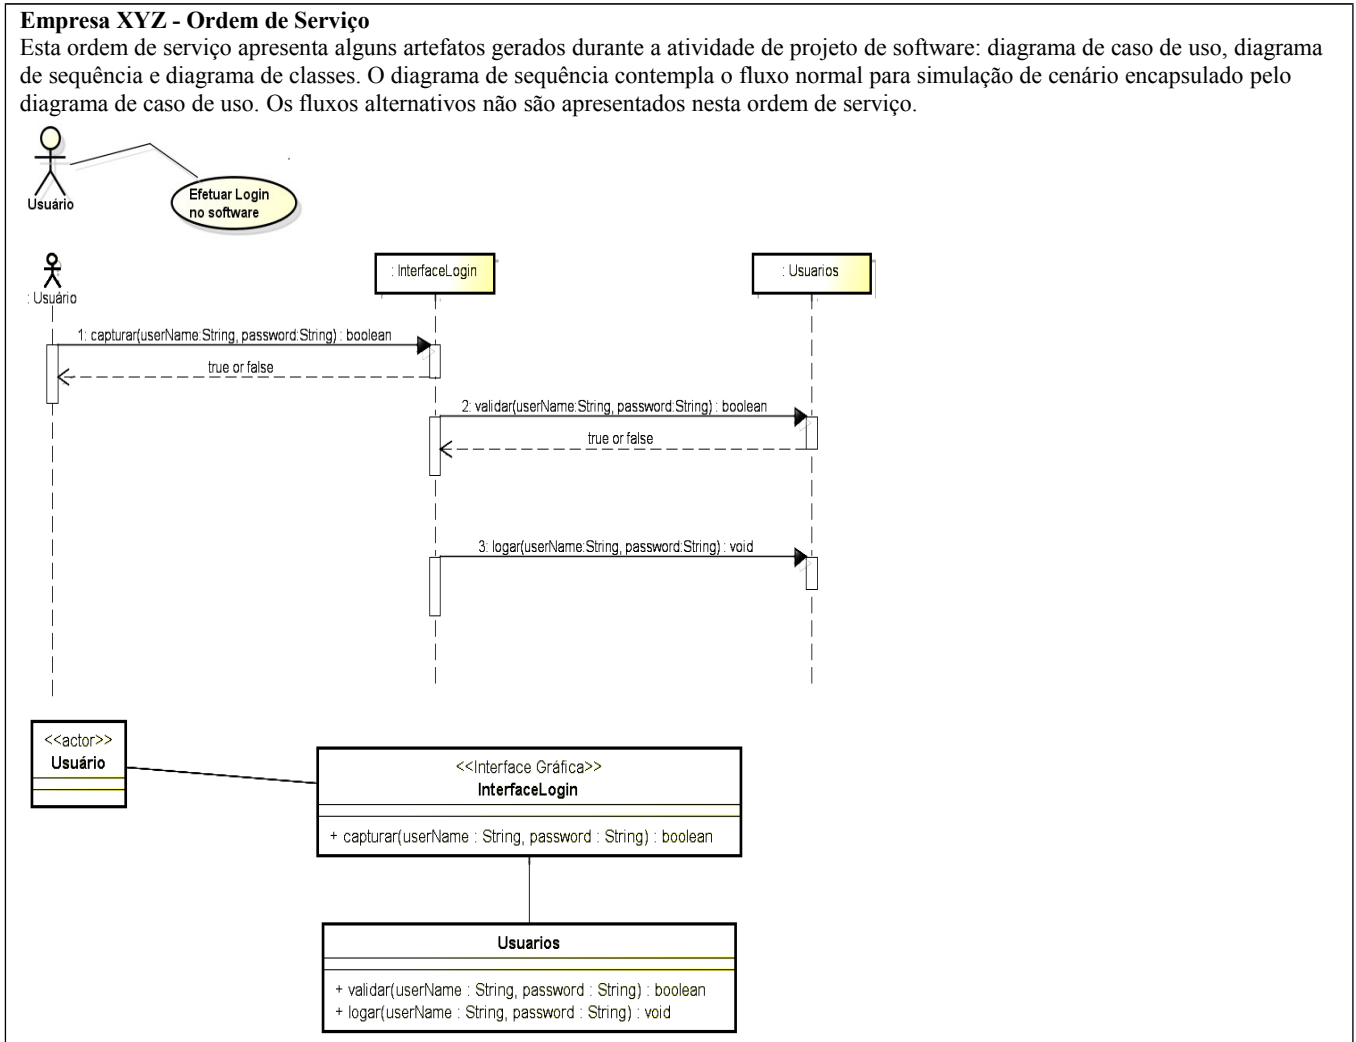 Empresa XYZ - Ordem de Serviço
Esta ordem de serviço apresenta alguns artefatos gerados durante a atividade de projeto de software: diagrama de caso de uso, diagrama
de sequência e diagrama de classes. O diagrama de sequência contempla o fluxo normal para simulação de cenário encapsulado pelo
diagrama de caso de uso. Os fluxos alternativos não são apresentados nesta ordem de serviço.
Usuário
Efetuar Login
no software
: Usuário
: InterfaceLogin
: Usuarios
1: capturar(userName:String, password:String) : boolean
true or false
2: validar(userName:String, password:String) : boolean
true or false
3: logar(userName:String, password:String) : void
<<actor>>
Usuário
<<Interface Gráfica>>
InterfaceLogin
+ capturar(userName : String, password : String) : boolean
Usuarios
+ validar(userName : String, password : String) : boolean
+ logar(userName : String, password : String) : void